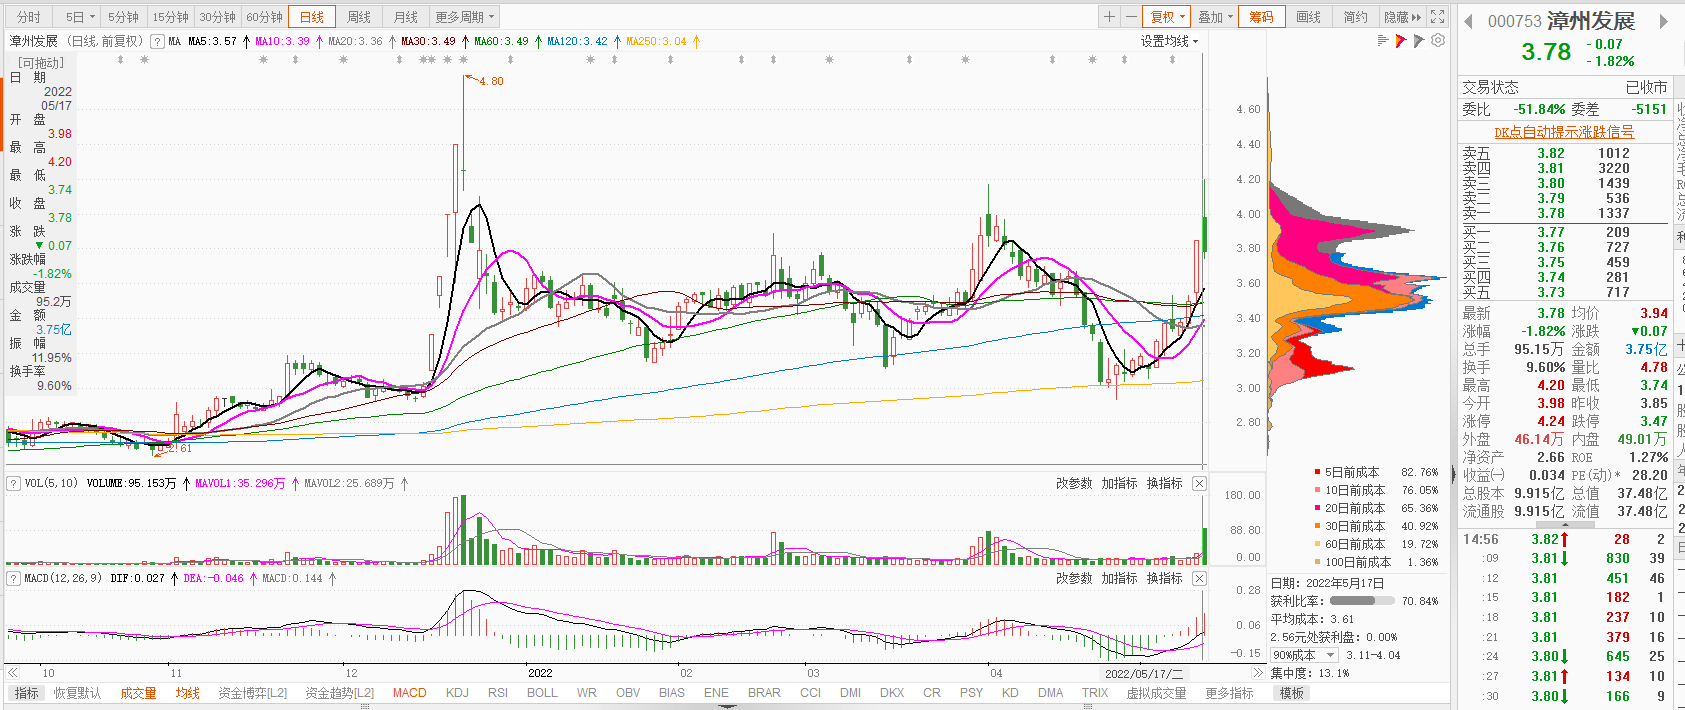 分时 5日 5分钟 15分钟 30分钟 60分钟 日线 周线 月线 更多周期 复权 叠加 筹码 画线 简约 隐藏
漳州发展 (日线,前复权) ? MA MA5:3.57 MA10:3.39 MA20:3.36 MA30:3.49 MA60:3.49 MA120:3.42 MA250:3.04 设置均线
[可拖动]
日 期
2022
05/17
开 盘
3.98
最 高
4.20
最 低
3.74
收 盘
3.78
涨 跌
▼0.07
涨跌幅
-1.82%
成交量
95.2万
金 额
3.75亿
振 幅
11.95%
换手率
9.60%
4.80
2.61
4.60
4.40
4.20
4.00
3.80
3.60
3.40
3.20
3.00
2.80
? VOL(5,10) VOLUME:95.153万 MAVOL1:35.296万 MAVOL2:25.689万 改参数 加指标 换指标
180.00
88.80
0.00
? MACD(12,26,9) DIF:0.027 DEA:-0.046 MACD:0.144 改参数 加指标 换指标
0.28
0.06
-0.15
10 11 12 2022 02 03 04 2022/05/17/二
指标 恢复默认 成交量 均线 资金博弈[L2] 资金趋势[L2] MACD KDJ RSI BOLL WR OBV BIAS ENE BRAR CCI DMI DKX CR PSY KD DMA TRIX 虚拟成交量 更多指标 模板
5日前成本 82.76%
10日前成本 76.05%
20日前成本 65.36%
30日前成本 40.92%
60日前成本 19.72%
100日前成本 1.36%
日期: 2022年5月17日
获利比率: 70.84%
平均成本: 3.61
2.56元处获利盘: 0.00%
90%成本 3.11-4.04
集中度: 13.1%
000753 漳州发展
3.78 -0.07
-1.82%
交易状态 已收市
委比 -51.84% 委差 -5151
DK点自动提示涨跌信号
卖五 3.82 1012
卖四 3.81 3220
卖三 3.80 1439
卖二 3.79 536
卖一 3.78 1337
买一 3.77 209
买二 3.76 727
买三 3.75 459
买四 3.74 281
买五 3.73 717
最新 3.78 均价 3.94
涨幅 -1.82% 涨跌 ▼0.07
总手 95.15万 金额 3.75亿
换手 9.60% 量比 4.78
最高 4.20 最低 3.74
今开 3.98 昨收 3.85
涨停 4.24 跌停 3.47
外盘 46.14万 内盘 49.01万
净资产 2.66 ROE 1.27%
收益㈠ 0.034 PE(动)* 28.20
总股本 9.915亿 总值 37.48亿
流通股 9.915亿 流值 37.48亿
14:56 3.82 28 2
:09 3.81 830 39
:12 3.81 451 46
:15 3.81 182 1
:18 3.81 237 10
:21 3.81 379 16
:24 3.80 645 25
:27 3.81 134 10
:30 3.80 166 9